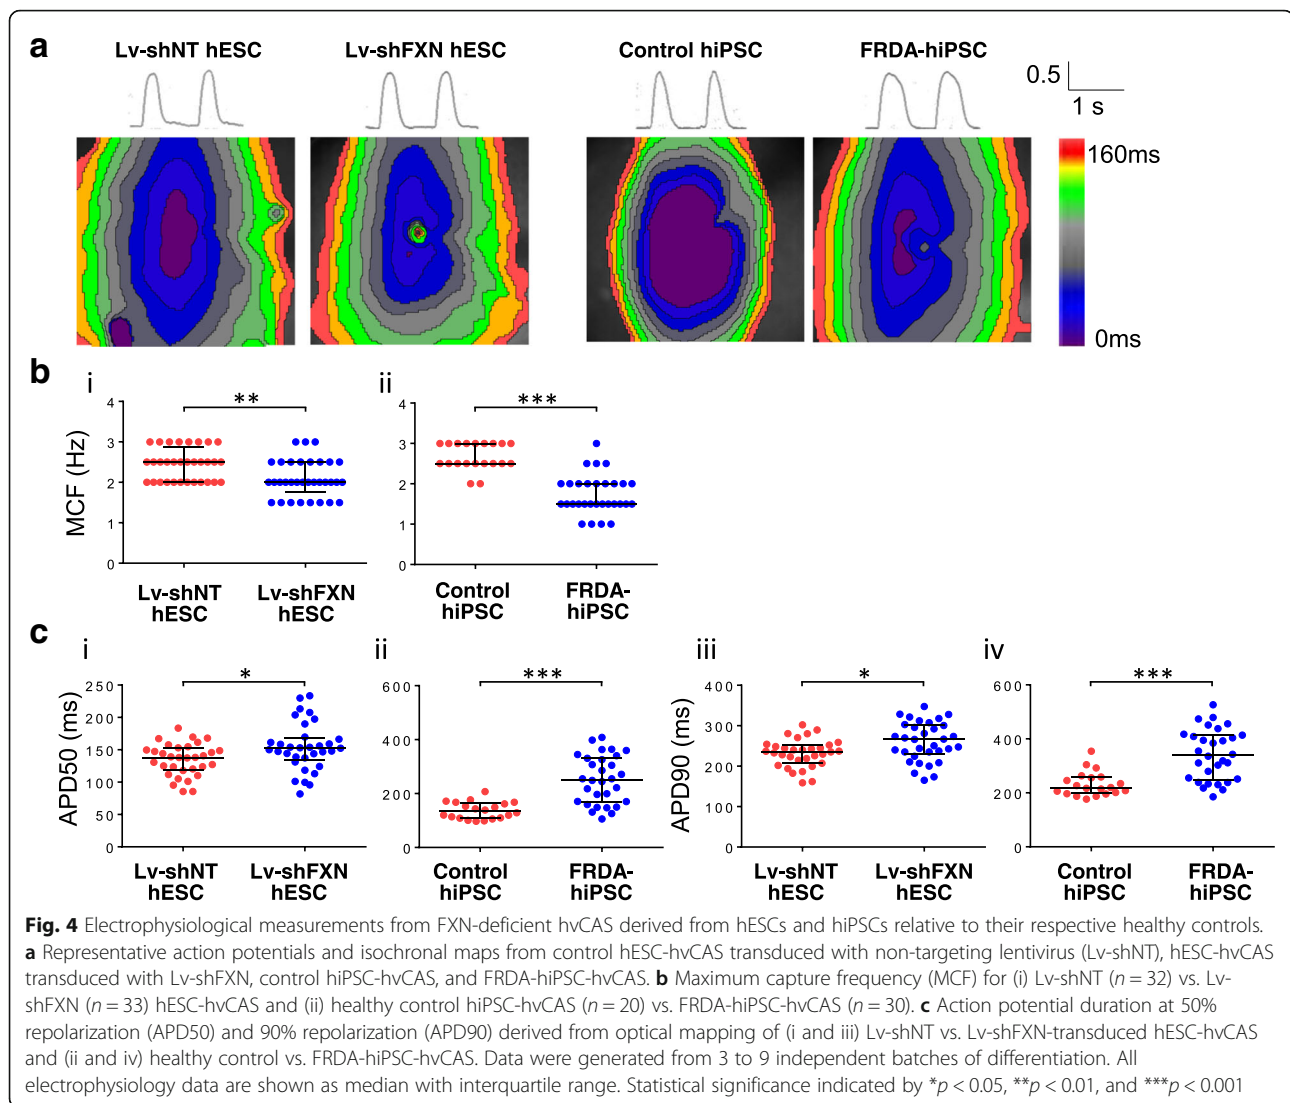 a
Lv-shNT hESC
Lv-shFXN hESC
Control hiPSC
FRDA-hiPSC
0.5
1 s
160ms
0ms
b
i
**
MCF (Hz)
4
3
2
1
0
Lv-shNT
hESC
Lv-shFXN
hESC
ii
***
4
3
2
1
0
Control
hiPSC
FRDA-
hiPSC
c
i
*
APD50 (ms)
250
200
150
100
50
0
Lv-shNT
hESC
Lv-shFXN
hESC
ii
***
600
400
200
0
Control
hiPSC
FRDA-
hiPSC
iii
*
APD90 (ms)
400
300
200
100
0
Lv-shNT
hESC
Lv-shFXN
hESC
iv
***
600
400
200
0
Control
hiPSC
FRDA-
hiPSC
Fig. 4 Electrophysiological measurements from FXN-deficient hvCAS derived from hESCs and hiPSCs relative to their respective healthy controls.
a Representative action potentials and isochronal maps from control hESC-hvCAS transduced with non-targeting lentivirus (Lv-shNT), hESC-hvCAS
transduced with Lv-shFXN, control hiPSC-hvCAS, and FRDA-hiPSC-hvCAS. b Maximum capture frequency (MCF) for (i) Lv-shNT (n = 32) vs. Lv-
shFXN (n = 33) hESC-hvCAS and (ii) healthy control hiPSC-hvCAS (n = 20) vs. FRDA-hiPSC-hvCAS (n = 30). c Action potential duration at 50%
repolarization (APD50) and 90% repolarization (APD90) derived from optical mapping of (i and iii) Lv-shNT vs. Lv-shFXN-transduced hESC-hvCAS
and (ii and iv) healthy control vs. FRDA-hiPSC-hvCAS. Data were generated from 3 to 9 independent batches of differentiation. All
electrophysiology data are shown as median with interquartile range. Statistical significance indicated by *p < 0.05, **p < 0.01, and ***p < 0.001